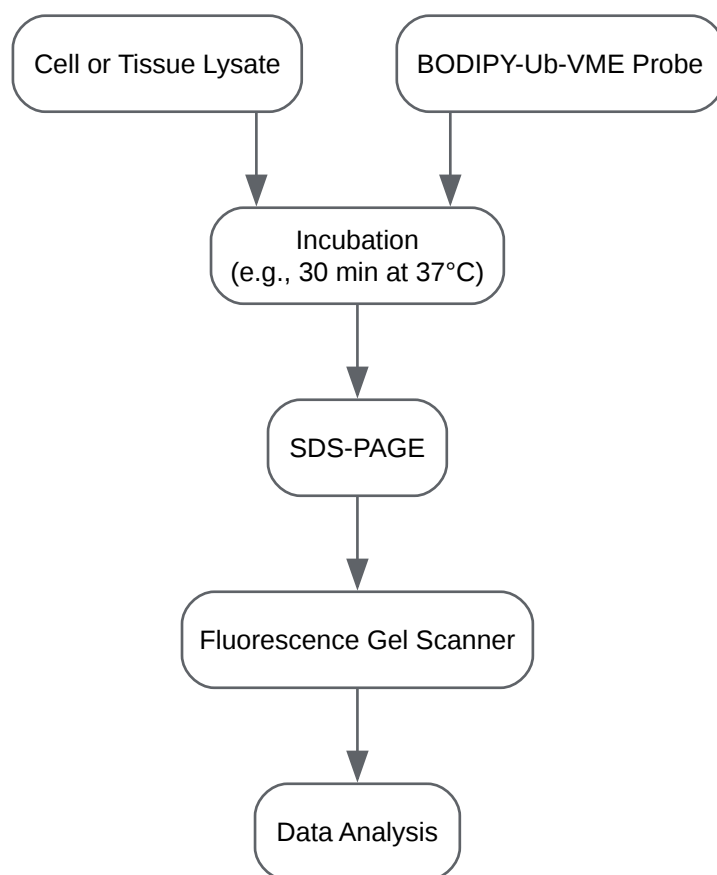 Cell or Tissue Lysate
BODIPY-Ub-VME Probe
Incubation
(e.g., 30 min at 37°C)
SDS-PAGE
Fluorescence Gel Scanner
Data Analysis